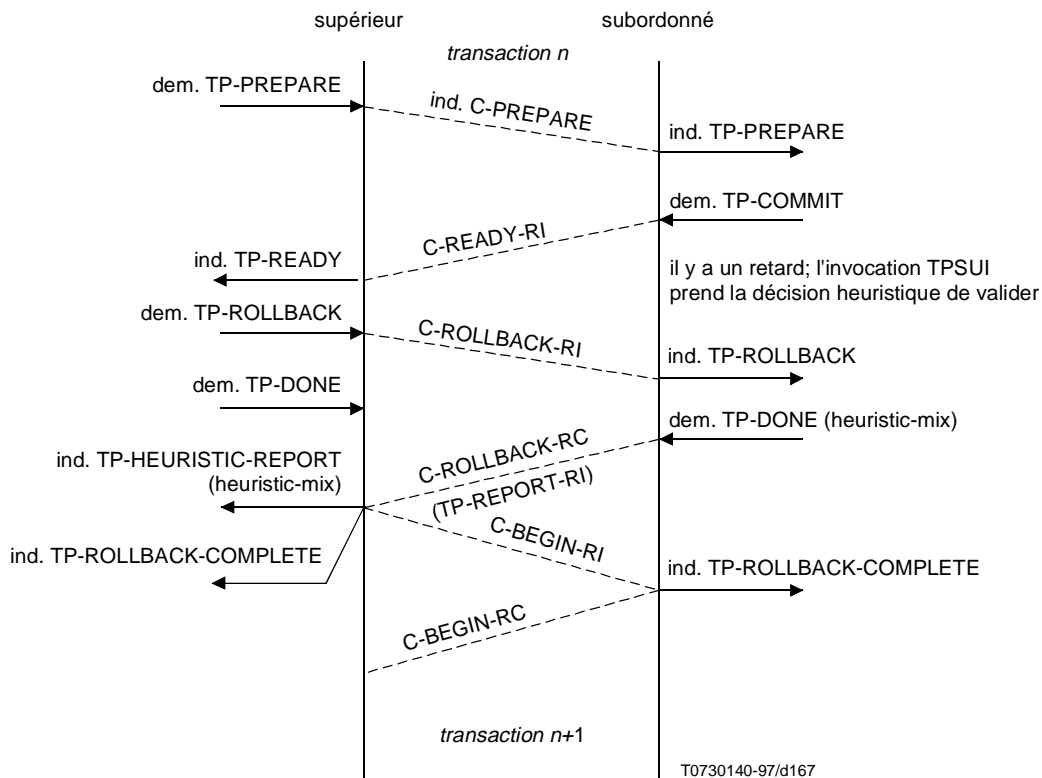 supérieur
subordonné
transaction n
dem. TP-PREPARE
ind. C-PREPARE
ind. TP-PREPARE
dem. TP-COMMIT
C-READY-RI
ind. TP-READY
il y a un retard; l'invocation TPSUI
prend la décision heuristique de valider
dem. TP-ROLLBACK
C-ROLLBACK-RI
ind. TP-ROLLBACK
dem. TP-DONE
dem. TP-DONE (heuristic-mix)
C-ROLLBACK-RC
(TP-REPORT-RI)
ind. TP-HEURISTIC-REPORT
(heuristic-mix)
C-BEGIN-RI
ind. TP-ROLLBACK-COMPLETE
ind. TP-ROLLBACK-COMPLETE
C-BEGIN-RC
transaction n+1
T0730140-97/d167